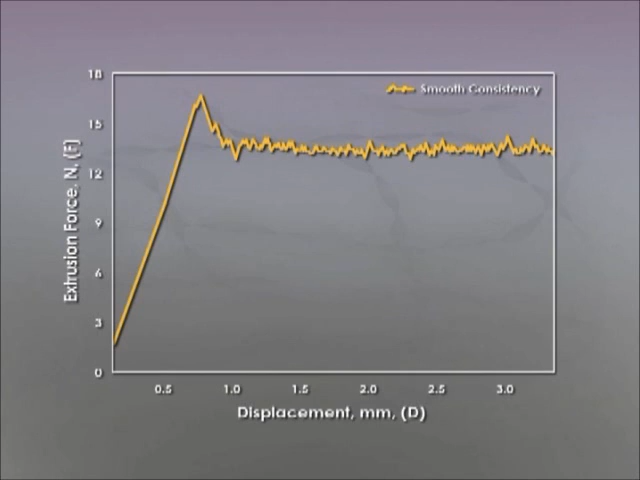 18
Smooth Consistency
15
12
9
6
3
0
Extrusion Force, N, (F)
0.5 1.0 1.5 2.0 2.5 3.0
Displacement, mm, (D)